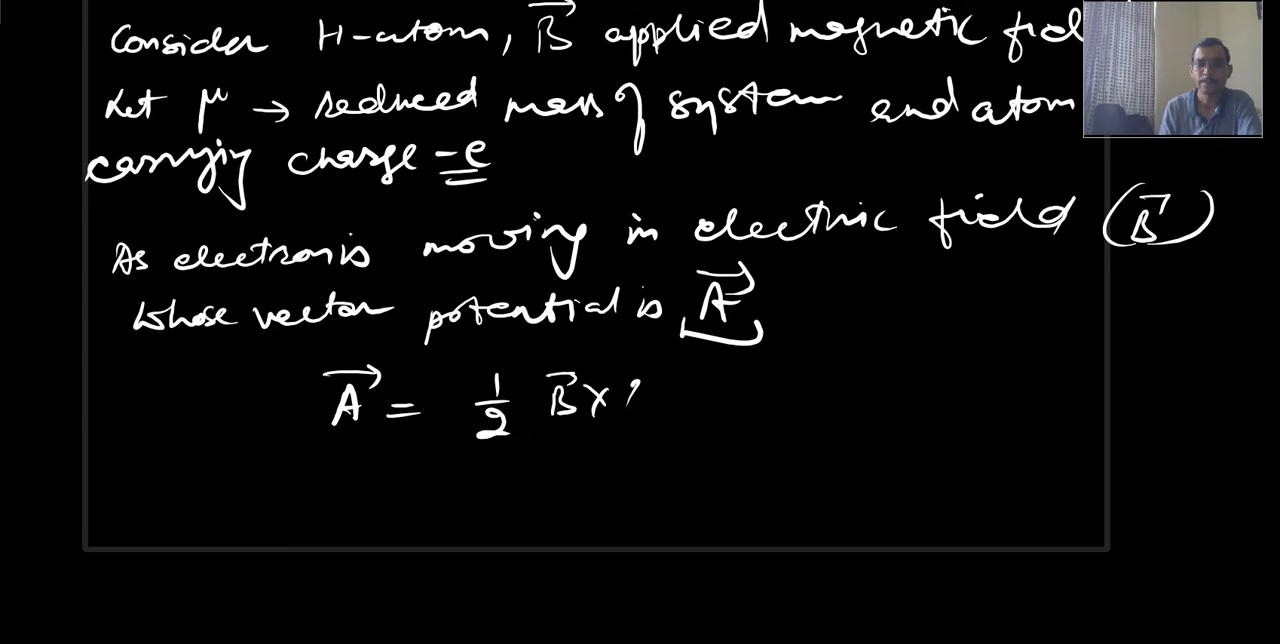 Consider H-atom, B⃗ applied magnetic fiel
Let μ → reduced mass of system and atom
carrying charge -e
As electron is moving in electric field (B⃗)
whose vector potential is A⃗
A⃗ = 1/2 B⃗ ×